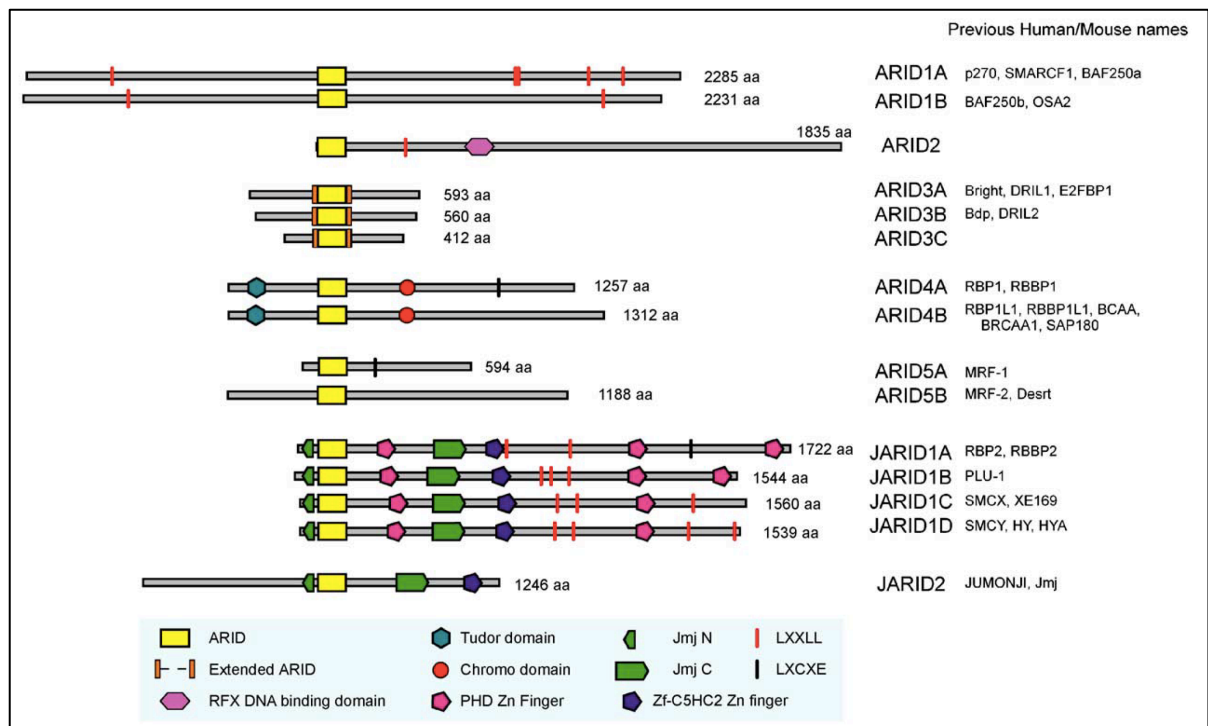 Previous Human/Mouse names
2285 aa ARID1A p270, SMARCF1, BAF250a
2231 aa ARID1B BAF250b, OSA2
1835 aa ARID2
593 aa ARID3A Bright, DRIL1, E2FBP1
560 aa ARID3B Bdp, DRIL2
412 aa ARID3C
1257 aa ARID4A RBP1, RBBP1
1312 aa ARID4B RBP1L1, RBBP1L1, BCAA,
BRCAA1, SAP180
594 aa ARID5A MRF-1
1188 aa ARID5B MRF-2, Desrt
1722 aa JARID1A RBP2, RBBP2
1544 aa JARID1B PLU-1
1560 aa JARID1C SMCX, XE169
1539 aa JARID1D SMCY, HY, HYA
1246 aa JARID2 JUMONJI, Jmj
ARID Tudor domain Jmj N LXXLL
Extended ARID Chromo domain Jmj C LXCXE
RFX DNA binding domain PHD Zn Finger Zf-C5HC2 Zn finger